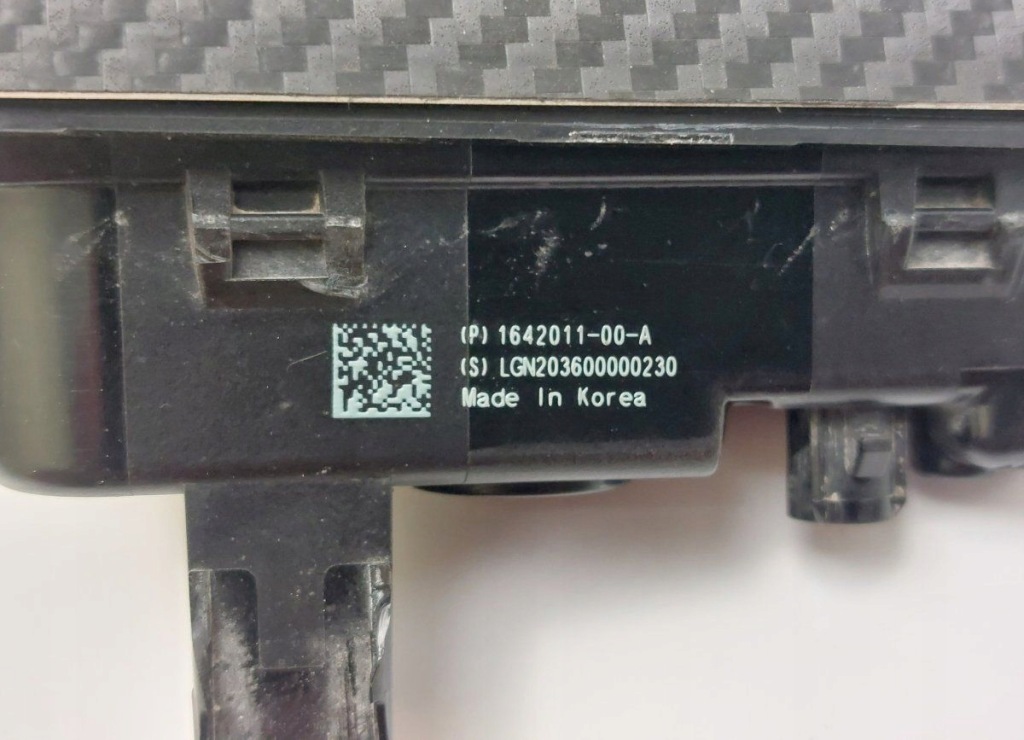 (P) 1642011-00-A
(S) LGN203600000230
Made In Korea